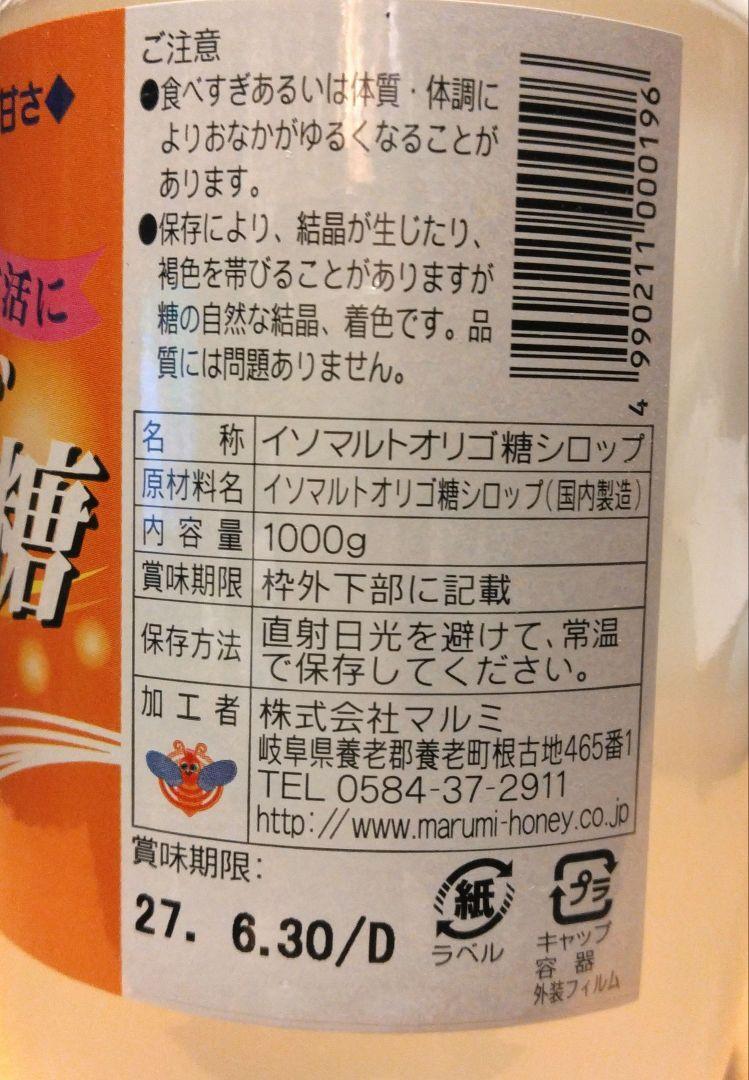 甘さ◆
活に
糖
ご注意
●食べすぎあるいは体質・体調に
よりおなかがゆるくなることが
あります。
●保存により、結晶が生じたり、
褐色を帯びることがありますが
糖の自然な結晶、着色です。品
質には問題ありません。
4 990211 000196
名 称 イソマルトオリゴ糖シロップ
原材料名 イソマルトオリゴ糖シロップ(国内製造)
内容量 1000g
賞味期限 枠外下部に記載
保存方法 直射日光を避けて、常温
で保存してください。
加工者 株式会社マルミ
岐阜県養老郡養老町根古地465番1
TEL 0584-37-2911
http://www.marumi-honey.co.jp
賞味期限:
27. 6.30/D
紙
ラベル
プラ
キャップ
容器
外装フィルム